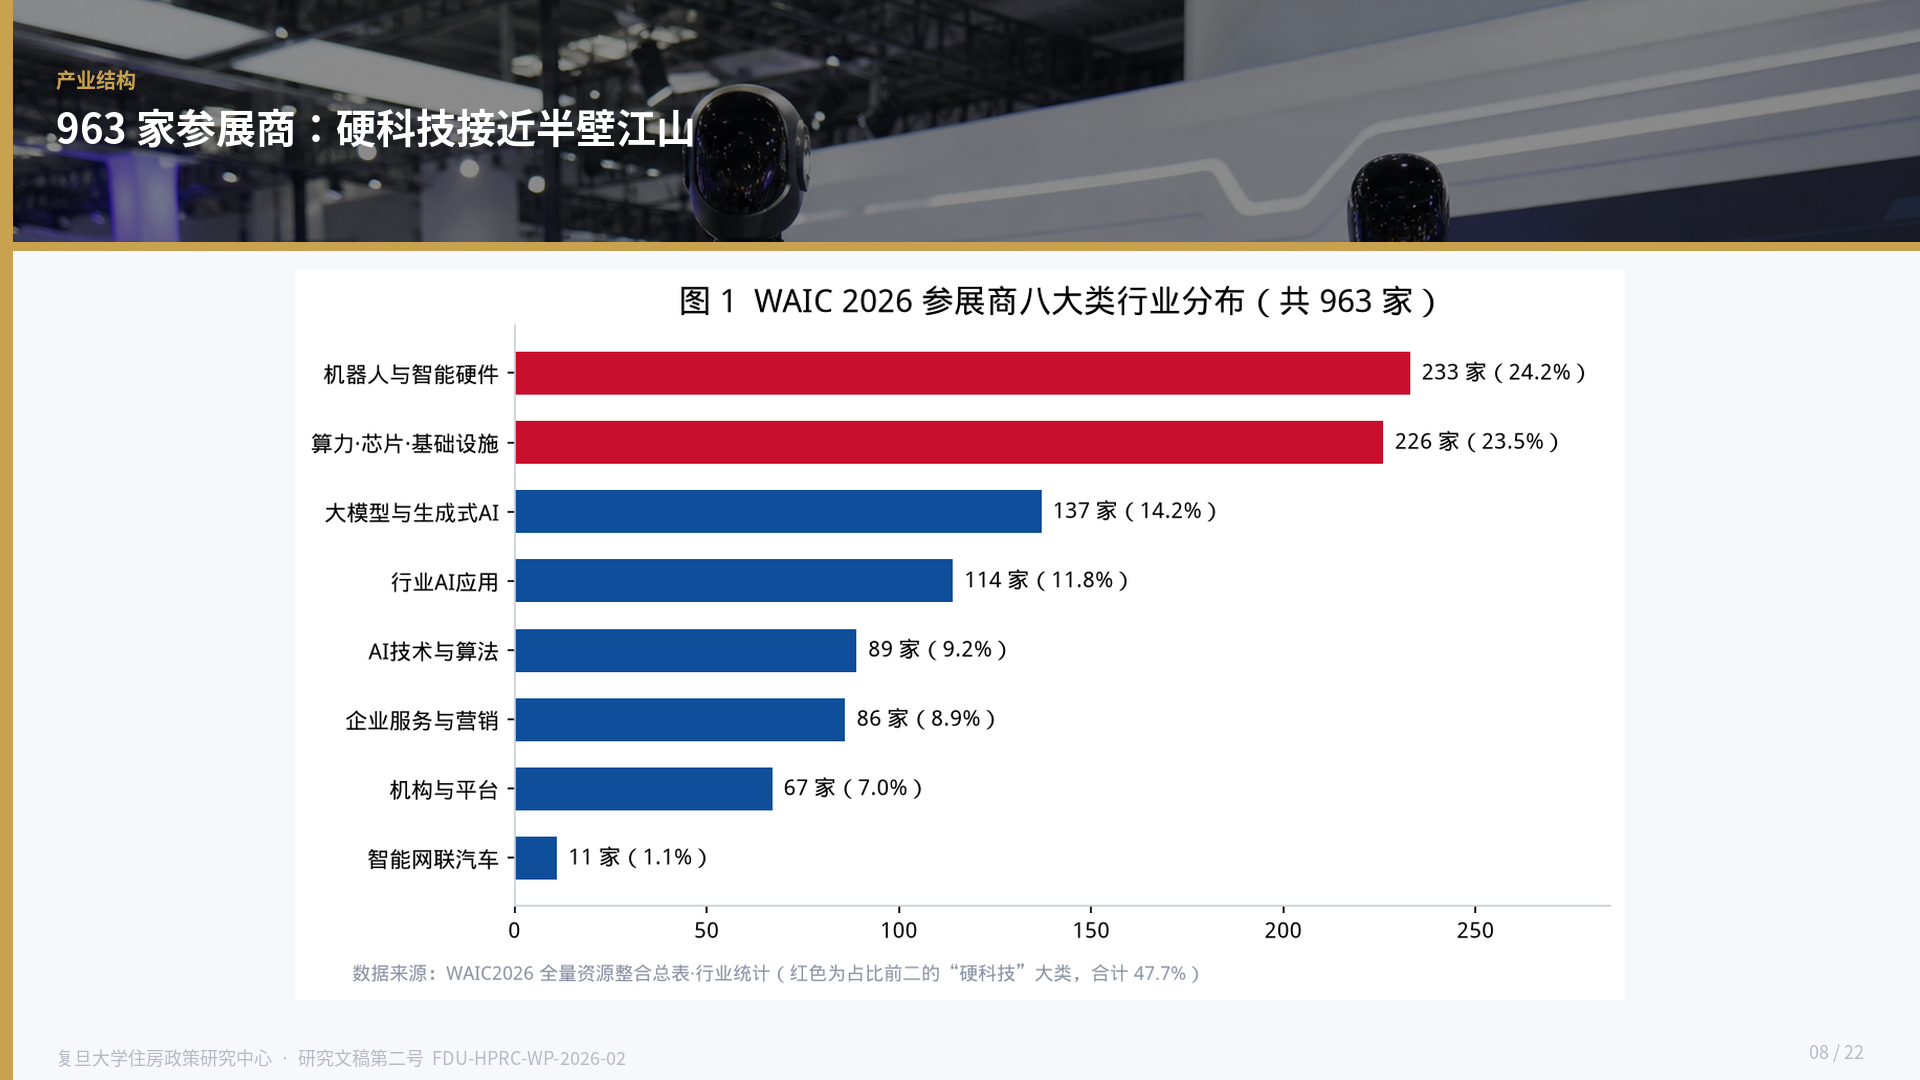 产业结构
963 家参展商：硬科技接近半壁江山
图 1 WAIC 2026 参展商八大类行业分布（共 963 家）
机器人与智能硬件 233 家（24.2%）
算力·芯片·基础设施 226 家（23.5%）
大模型与生成式AI 137 家（14.2%）
行业AI应用 114 家（11.8%）
AI技术与算法 89 家（9.2%）
企业服务与营销 86 家（8.9%）
机构与平台 67 家（7.0%）
智能网联汽车 11 家（1.1%）
0 50 100 150 200 250
数据来源：WAIC2026 全量资源整合总表·行业统计（红色为占比前二的“硬科技”大类，合计 47.7%）
复旦大学住房政策研究中心 · 研究文稿第二号 FDU-HPRC-WP-2026-02
08 / 22